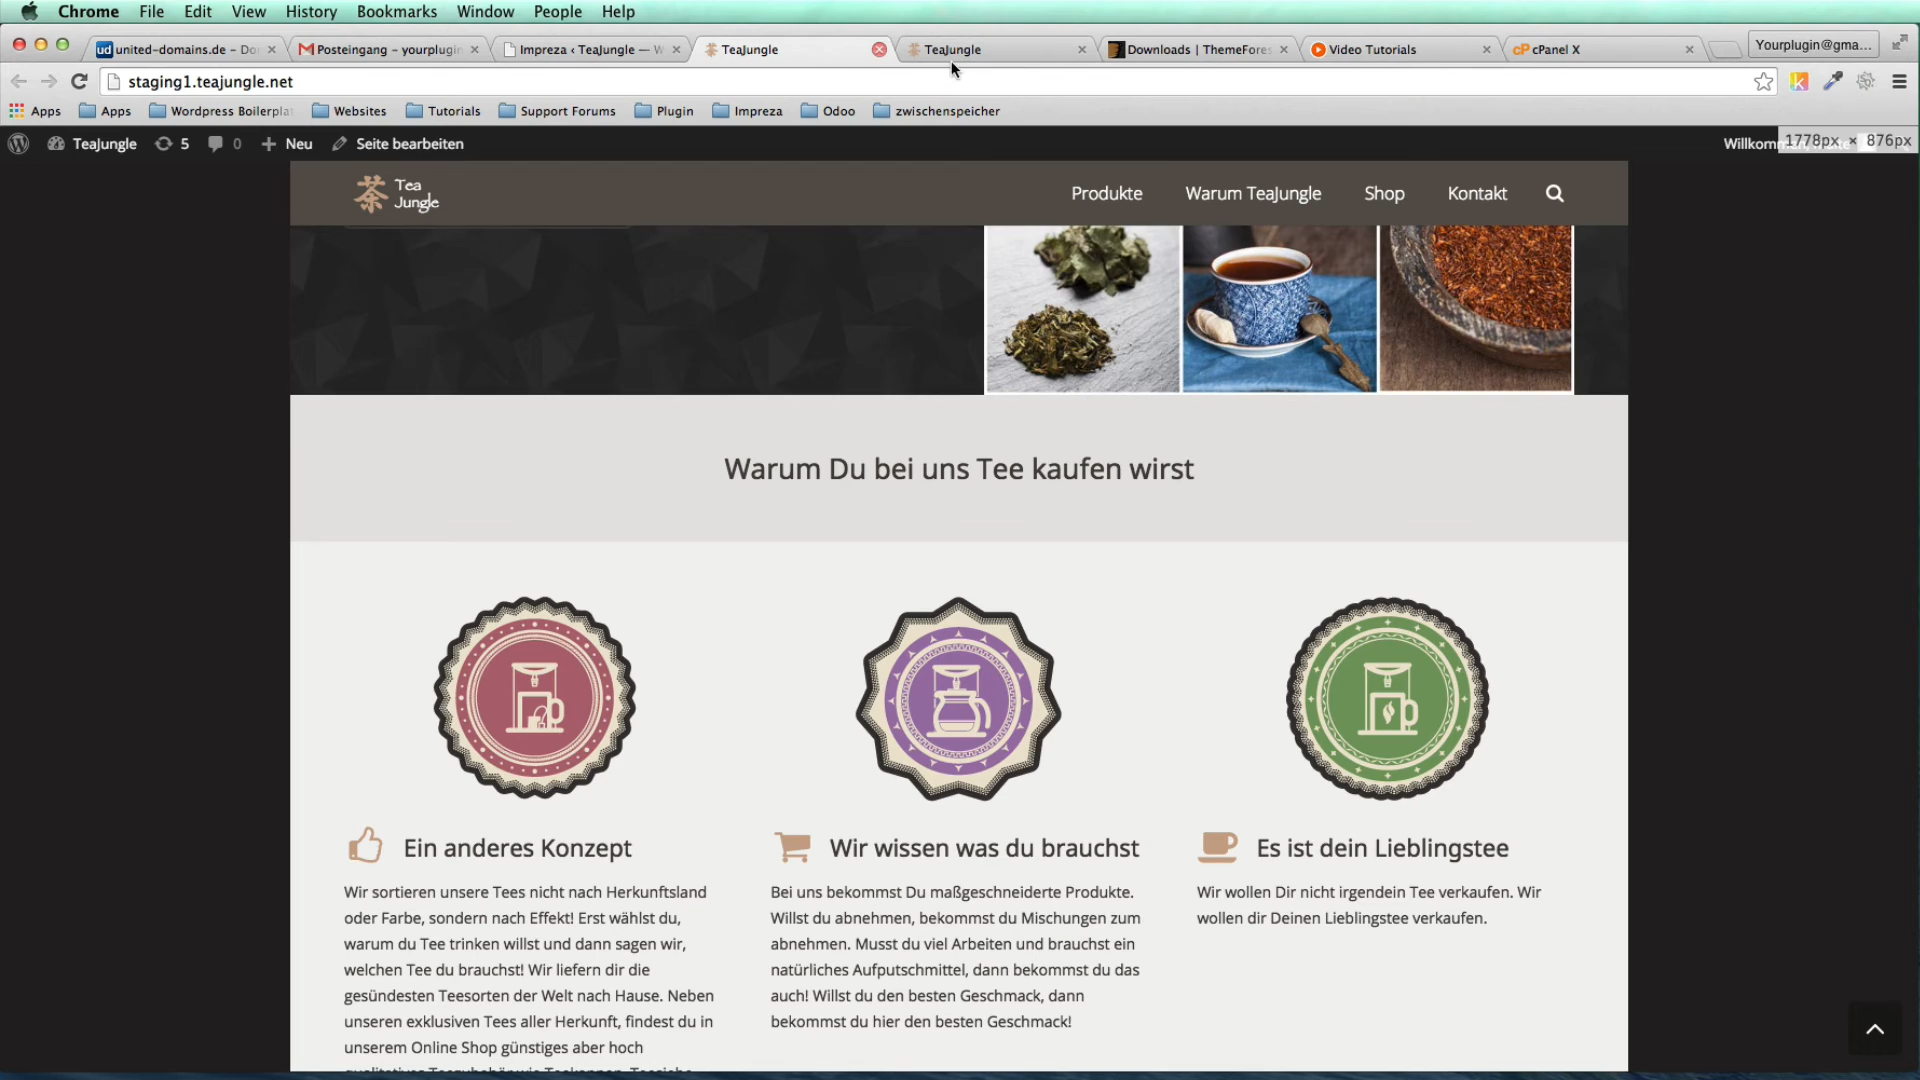 Chrome File Edit View History Bookmarks Window People Help
united-domains.de – Do
Posteingang – yourplugin
Impreza ‹ TeaJungle — W
TeaJungle
TeaJungle
Downloads | ThemeFores
Video Tutorials
cPanel X
Yourplugin@gma...
staging1.teajungle.net
Apps Apps Wordpress Boilerplat Websites Tutorials Support Forums Plugin Impreza Odoo zwischenspeicher
TeaJungle 5 0 Neu Seite bearbeiten
1778px × 876px
Tea
Jungle
Produkte Warum TeaJungle Shop Kontakt
Warum Du bei uns Tee kaufen wirst
Ein anderes Konzept
Wir sortieren unsere Tees nicht nach Herkunftsland
oder Farbe, sondern nach Effekt! Erst wählst du,
warum du Tee trinken willst und dann sagen wir,
welchen Tee du brauchst! Wir liefern dir die
gesündesten Teesorten der Welt nach Hause. Neben
unseren exklusiven Tees aller Herkunft, findest du in
unserem Online Shop günstiges aber hoch
Wir wissen was du brauchst
Bei uns bekommst Du maßgeschneiderte Produkte.
Willst du abnehmen, bekommst du Mischungen zum
abnehmen. Musst du viel Arbeiten und brauchst ein
natürliches Aufputschmittel, dann bekommst du das
auch! Willst du den besten Geschmack, dann
bekommst du hier den besten Geschmack!
Es ist dein Lieblingstee
Wir wollen Dir nicht irgendein Tee verkaufen. Wir
wollen dir Deinen Lieblingstee verkaufen.